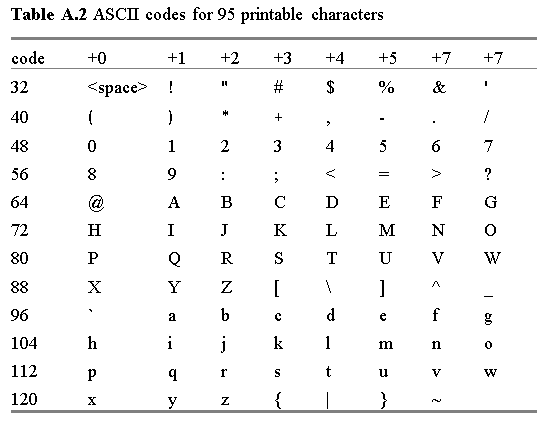 Table A.2 ASCII codes for 95 printable characters
code +0 +1 +2 +3 +4 +5 +7 +7
32 <space> ! " # $ % & '
40 ( ) * + , - . /
48 0 1 2 3 4 5 6 7
56 8 9 : ; < = > ?
64 @ A B C D E F G
72 H I J K L M N O
80 P Q R S T U V W
88 X Y Z [ \ ] ^ _
96 ` a b c d e f g
104 h i j k l m n o
112 p q r s t u v w
120 x y z { | } ~